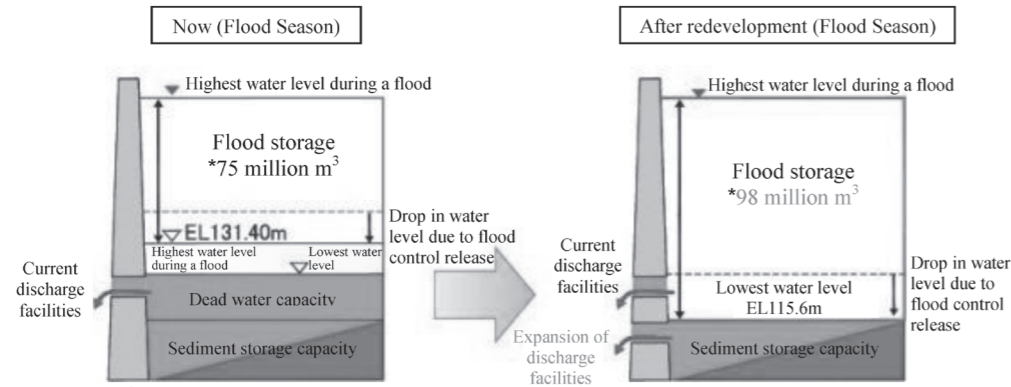 Now (Flood Season)
Highest water level during a flood
Flood storage
*75 million m³
EL131.40m
Highest water level
during a flood
Lowest water
level
Drop in water
level due to flood
control release
Current
discharge
facilities
Dead water capacity
Sediment storage capacity
Expansion of
discharge
facilities
After redevelopment (Flood Season)
Highest water level during a flood
Flood storage
*98 million m³
Current
discharge
facilities
Lowest water level
EL115.6m
Drop in water
level due to
flood control
release
Sediment storage capacity